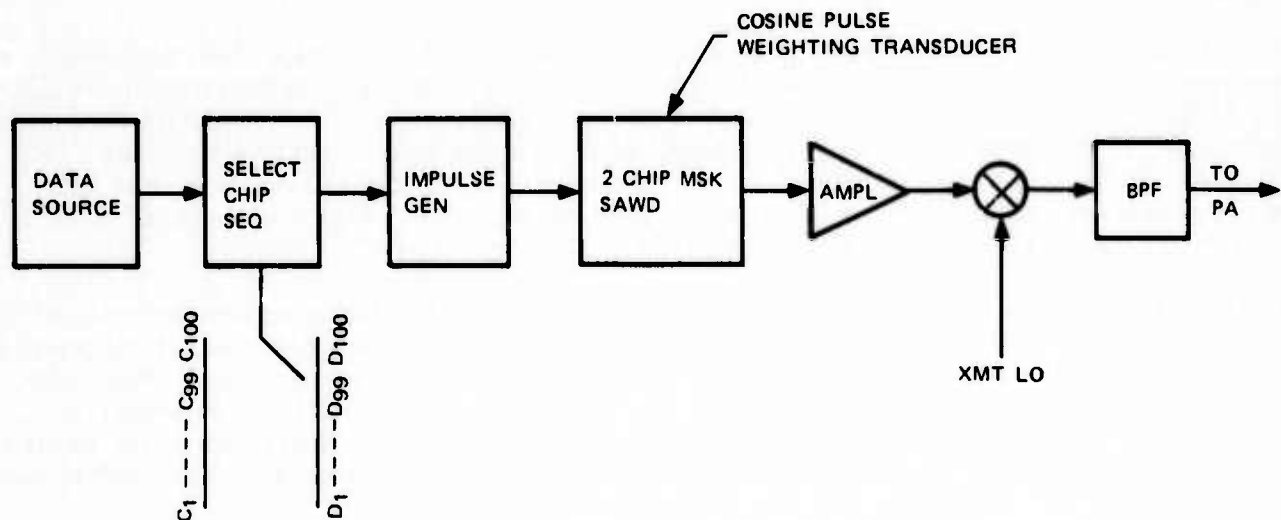 COSINE PULSE
WEIGHTING TRANSDUCER
DATA
SOURCE
SELECT
CHIP
SEQ
IMPULSE
GEN
2 CHIP MSK
SAWD
AMPL
BPF
TO
PA
C1 ---- C99 C100
D1 -----D99 D100
XMT LO